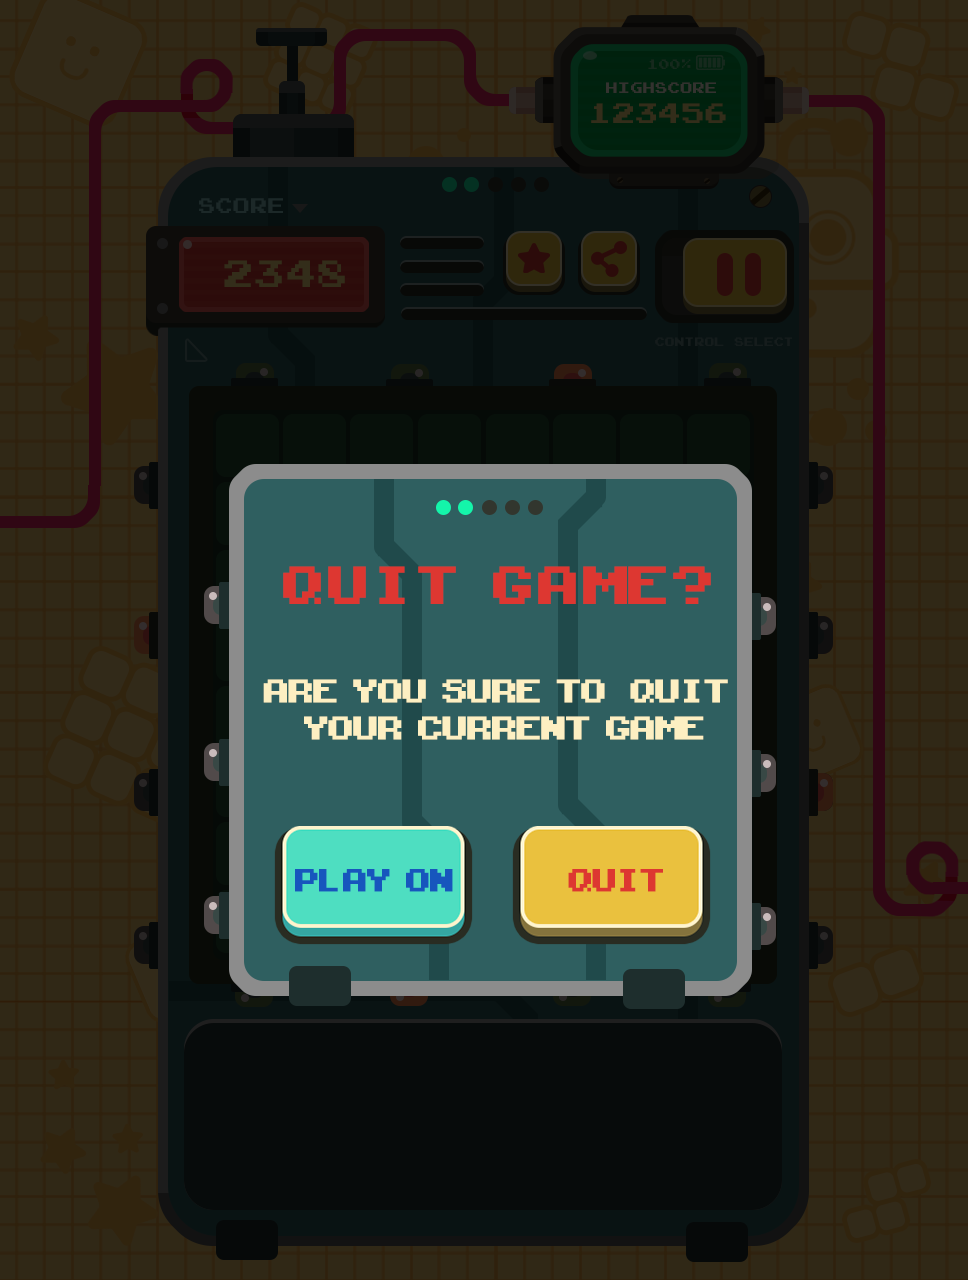 100%
HIGHSCORE
123456
SCORE
2348
CONTROL SELECT
QUIT GAME?
ARE YOU SURE TO QUIT
YOUR CURRENT GAME
PLAY ON
QUIT